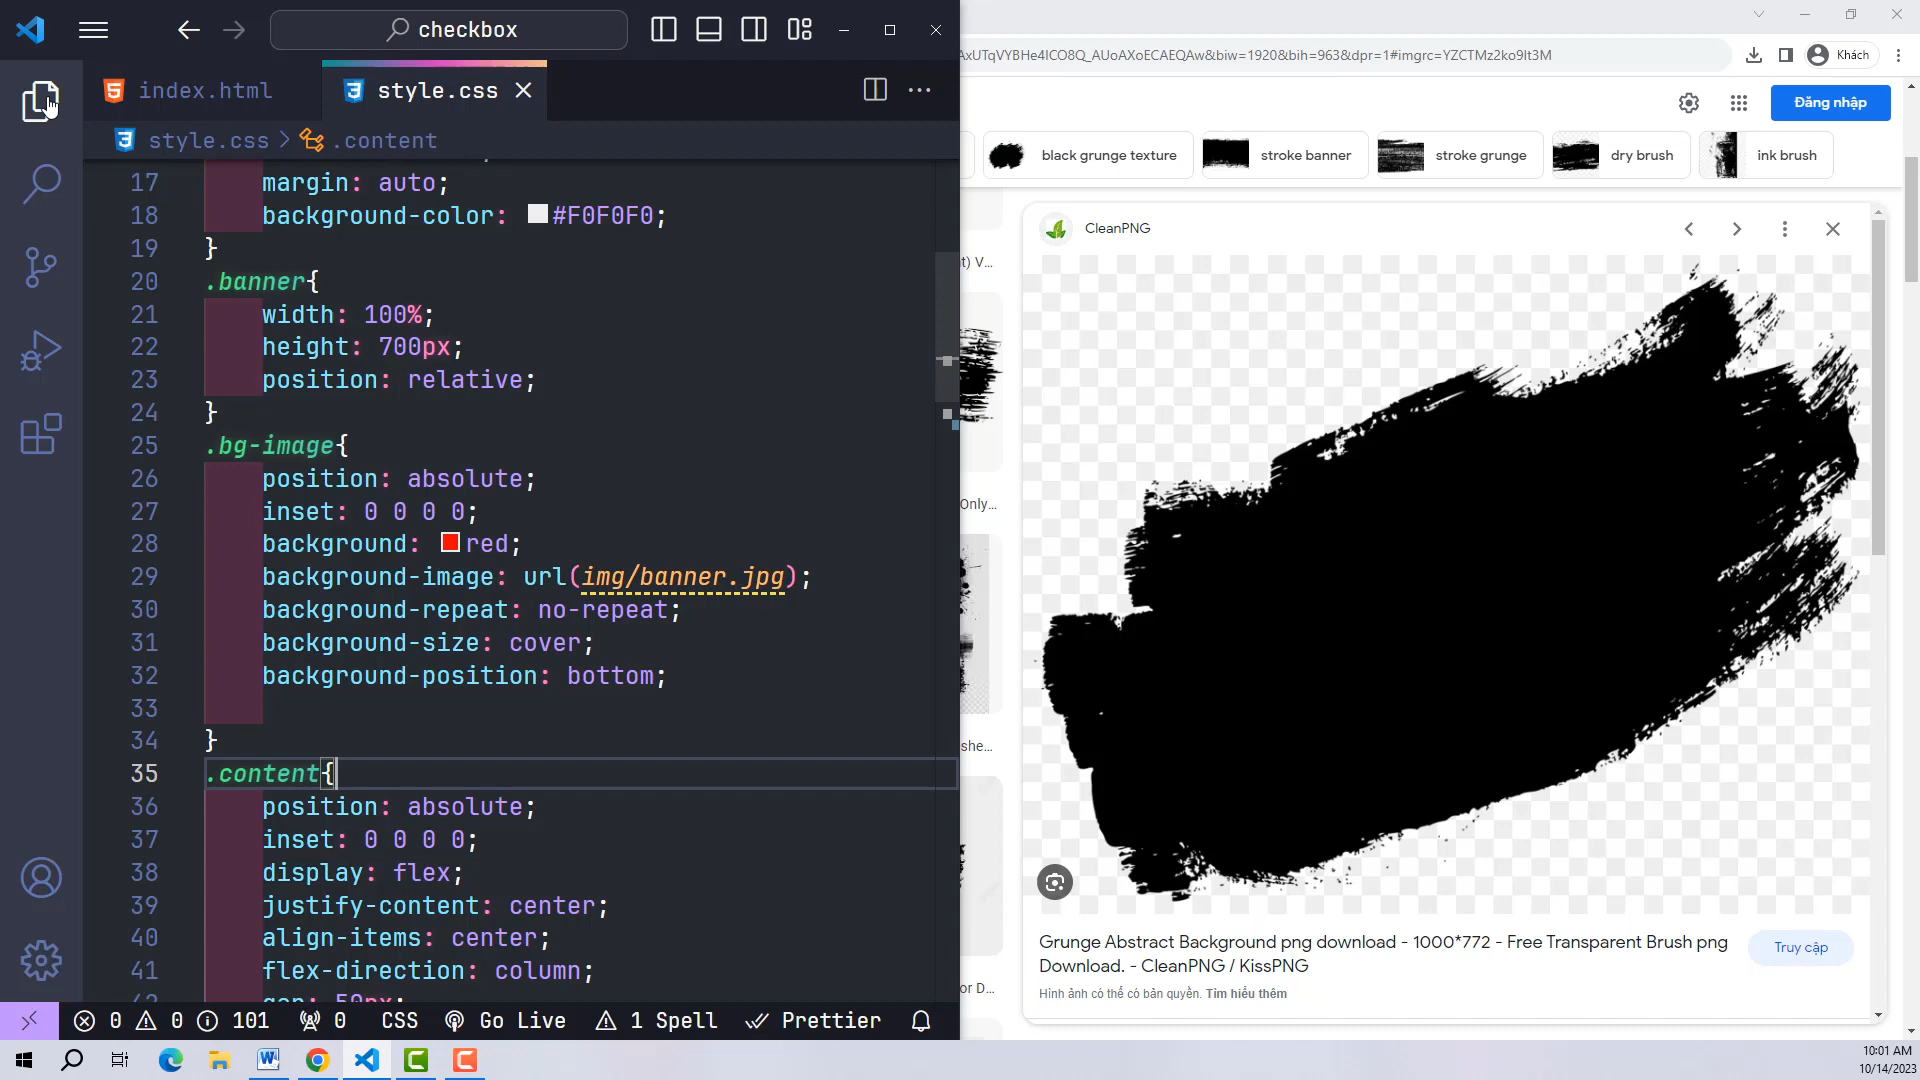 checkbox
index.html
style.css
style.css > .content
17 margin: auto;
18 background-color: #F0F0F0;
19 }
20 .banner{
21 width: 100%;
22 height: 700px;
23 position: relative;
24 }
25 .bg-image{
26 position: absolute;
27 inset: 0 0 0 0;
28 background: red;
29 background-image: url(img/banner.jpg);
30 background-repeat: no-repeat;
31 background-size: cover;
32 background-position: bottom;
33
34 }
35 .content{
36 position: absolute;
37 inset: 0 0 0 0;
38 display: flex;
39 justify-content: center;
40 align-items: center;
41 flex-direction: column;
42 gap: 50px;
0 0 101 0 CSS Go Live 1 Spell Prettier
AxUTqVYBHe4ICO8Q_AUoAXoECAEQAw&biw=1920&bih=963&dpr=1#imgrc=YZCTMz2ko9It3M
Khách
Đăng nhập
black grunge texture
stroke banner
stroke grunge
dry brush
ink brush
t) V...
Only...
she...
or D...
CleanPNG
Grunge Abstract Background png download - 1000*772 - Free Transparent Brush png
Download. - CleanPNG / KissPNG
Truy cập
Hình ảnh có thể có bản quyền. Tìm hiểu thêm
10:01 AM
10/14/2023